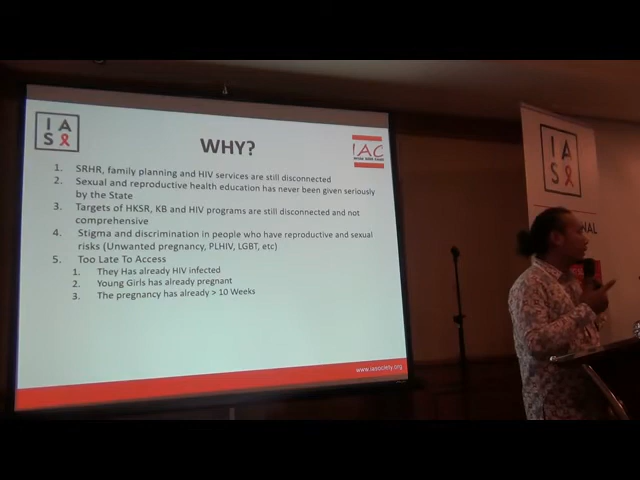 IA
S
WHY?
IAC
1. SRHR, family planning and HIV services are still disconnected
2. Sexual and reproductive health education has never been given seriously
by the State
3. Targets of HKSR, KB and HIV programs are still disconnected and not
comprehensive
4. Stigma and discrimination in people who have reproductive and sexual
risks (Unwanted pregnancy, PLHIV, LGBT, etc)
5. Too Late To Access
1. They Has already HIV infected
2. Young Girls has already pregnant
3. The pregnancy has already > 10 Weeks
www.iasociety.org
IA
S